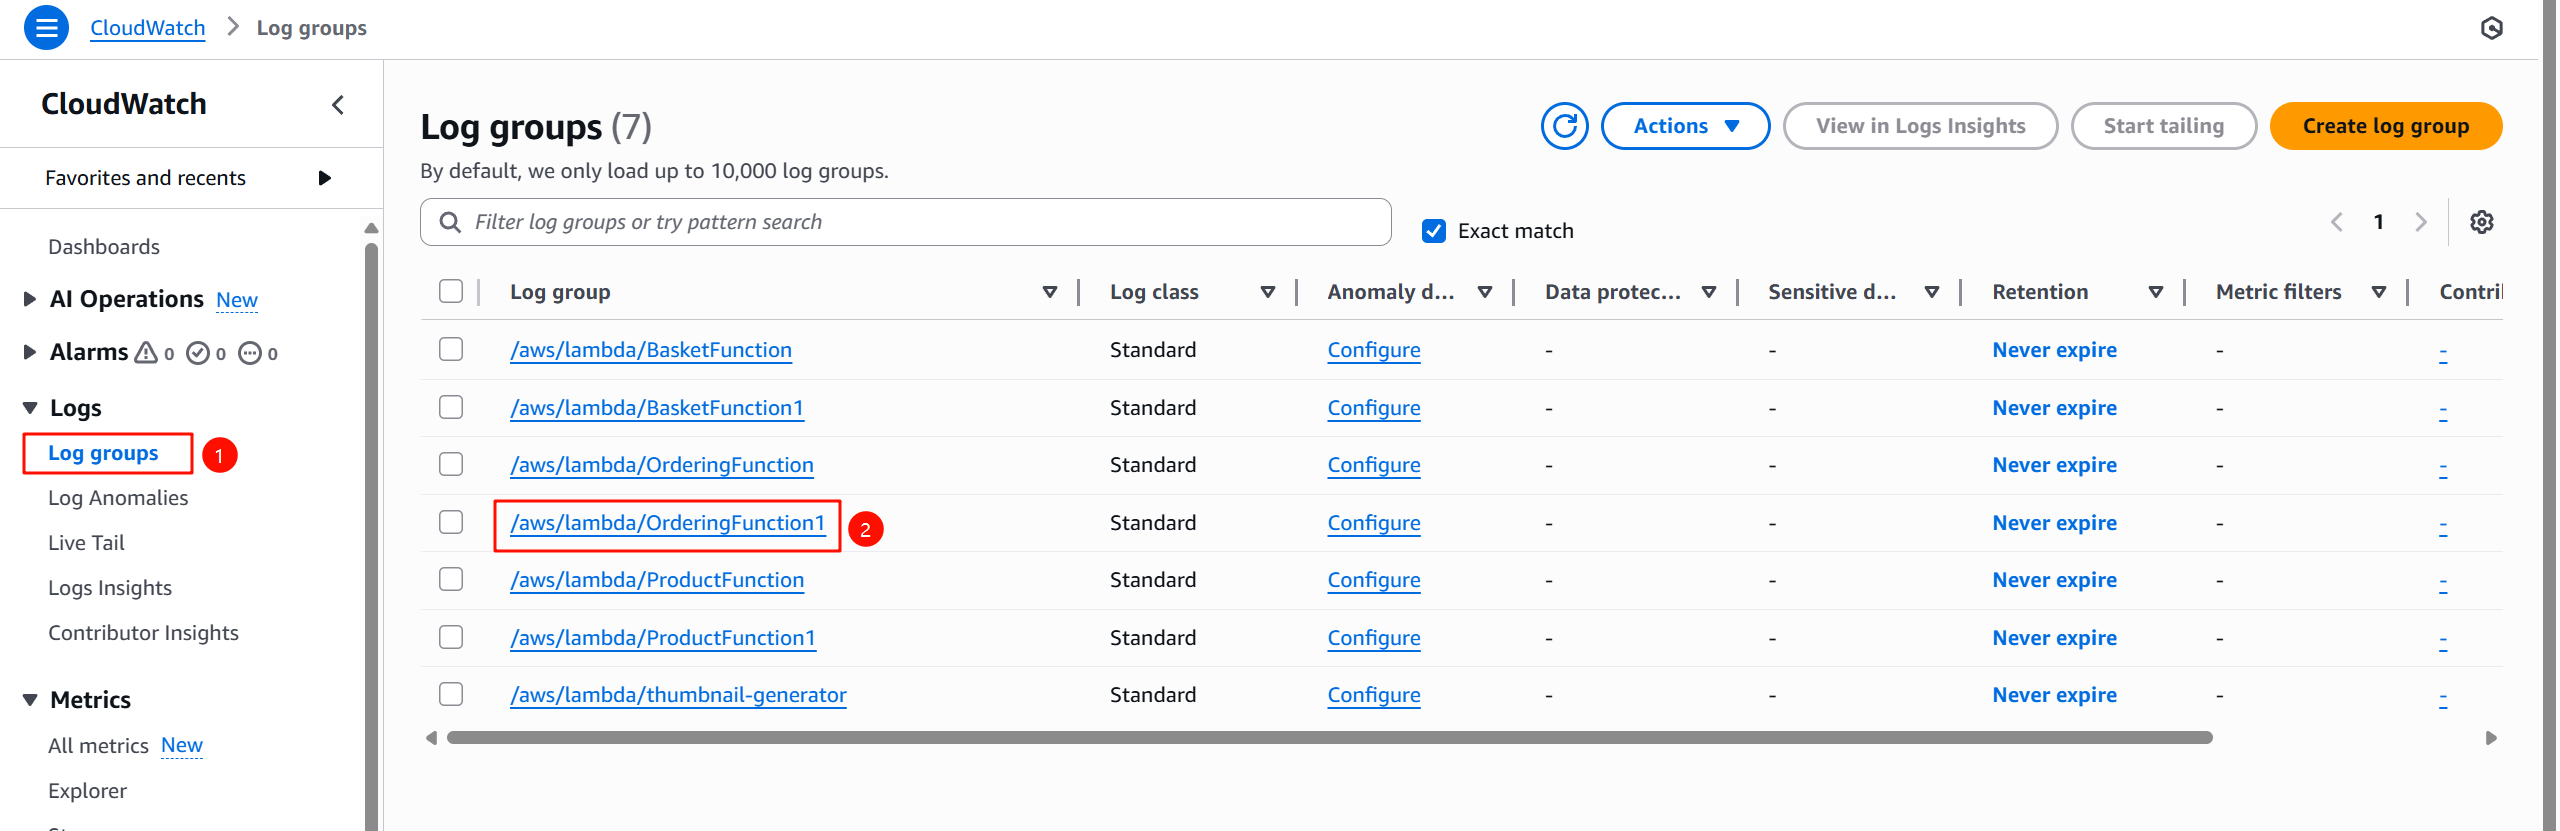 CloudWatch > Log groups
CloudWatch
Favorites and recents
Dashboards
AI Operations New
Alarms 0 0 0
Logs
Log groups 1
Log Anomalies
Live Tail
Logs Insights
Contributor Insights
Metrics
All metrics New
Explorer
Log groups (7)
Actions
View in Logs Insights
Start tailing
Create log group
By default, we only load up to 10,000 log groups.
Filter log groups or try pattern search
Exact match
1
Log group Log class Anomaly d... Data protec... Sensitive d... Retention Metric filters Contri
/aws/lambda/BasketFunction Standard Configure - - Never expire - -
/aws/lambda/BasketFunction1 Standard Configure - - Never expire - -
/aws/lambda/OrderingFunction Standard Configure - - Never expire - -
/aws/lambda/OrderingFunction1 2 Standard Configure - - Never expire - -
/aws/lambda/ProductFunction Standard Configure - - Never expire - -
/aws/lambda/ProductFunction1 Standard Configure - - Never expire - -
/aws/lambda/thumbnail-generator Standard Configure - - Never expire - -